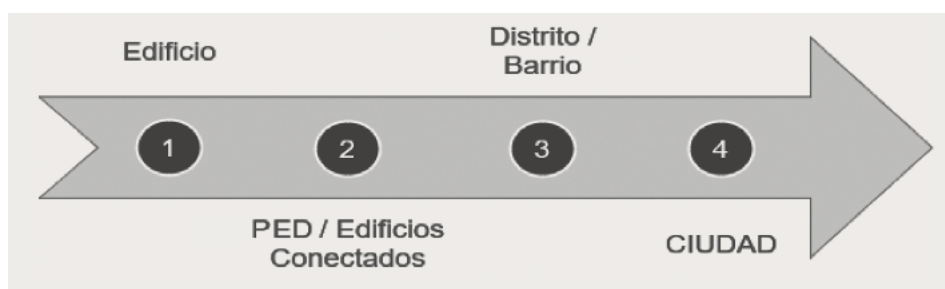 Edificio
Distrito /
Barrio
1
2
3
4
PED / Edificios
Conectados
CIUDAD